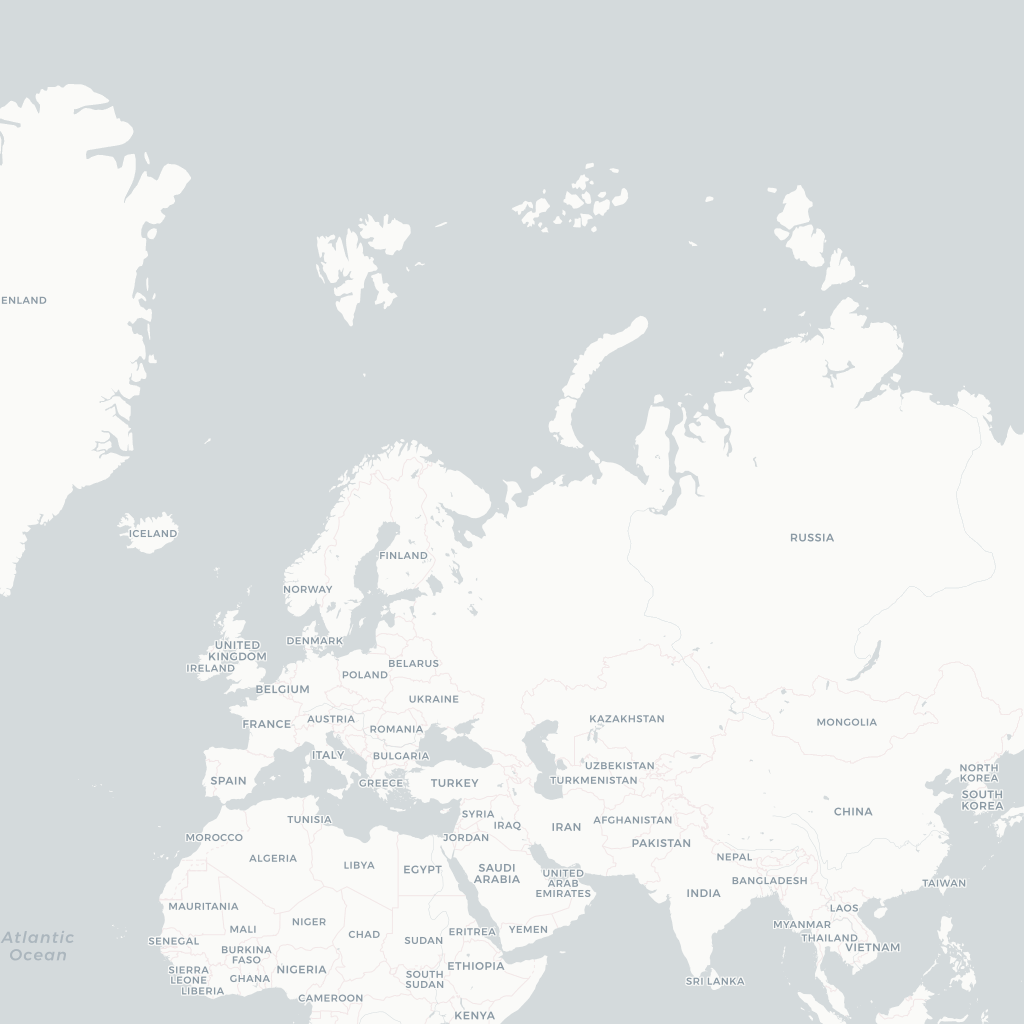 ENLAND
ICELAND
RUSSIA
FINLAND
NORWAY
DENMARK
UNITED
KINGDOM
IRELAND
BELARUS
POLAND
BELGIUM
UKRAINE
FRANCE
AUSTRIA
ROMANIA
KAZAKHSTAN
MONGOLIA
ITALY
BULGARIA
SPAIN
GREECE
TURKEY
UZBEKISTAN
TURKMENISTAN
NORTH
KOREA
SOUTH
KOREA
CHINA
TUNISIA
SYRIA
IRAQ
IRAN
AFGHANISTAN
MOROCCO
JORDAN
PAKISTAN
ALGERIA
LIBYA
EGYPT
SAUDI
ARABIA
UNITED
ARAB
EMIRATES
NEPAL
BANGLADESH
INDIA
TAIWAN
MAURITANIA
LAOS
MALI
NIGER
CHAD
SUDAN
ERITREA
YEMEN
MYANMAR
THAILAND
VIETNAM
Atlantic
Ocean
SENEGAL
BURKINA
FASO
SIERRA
LEONE
LIBERIA
GHANA
NIGERIA
SOUTH
SUDAN
ETHIOPIA
SRI LANKA
CAMEROON
KENYA